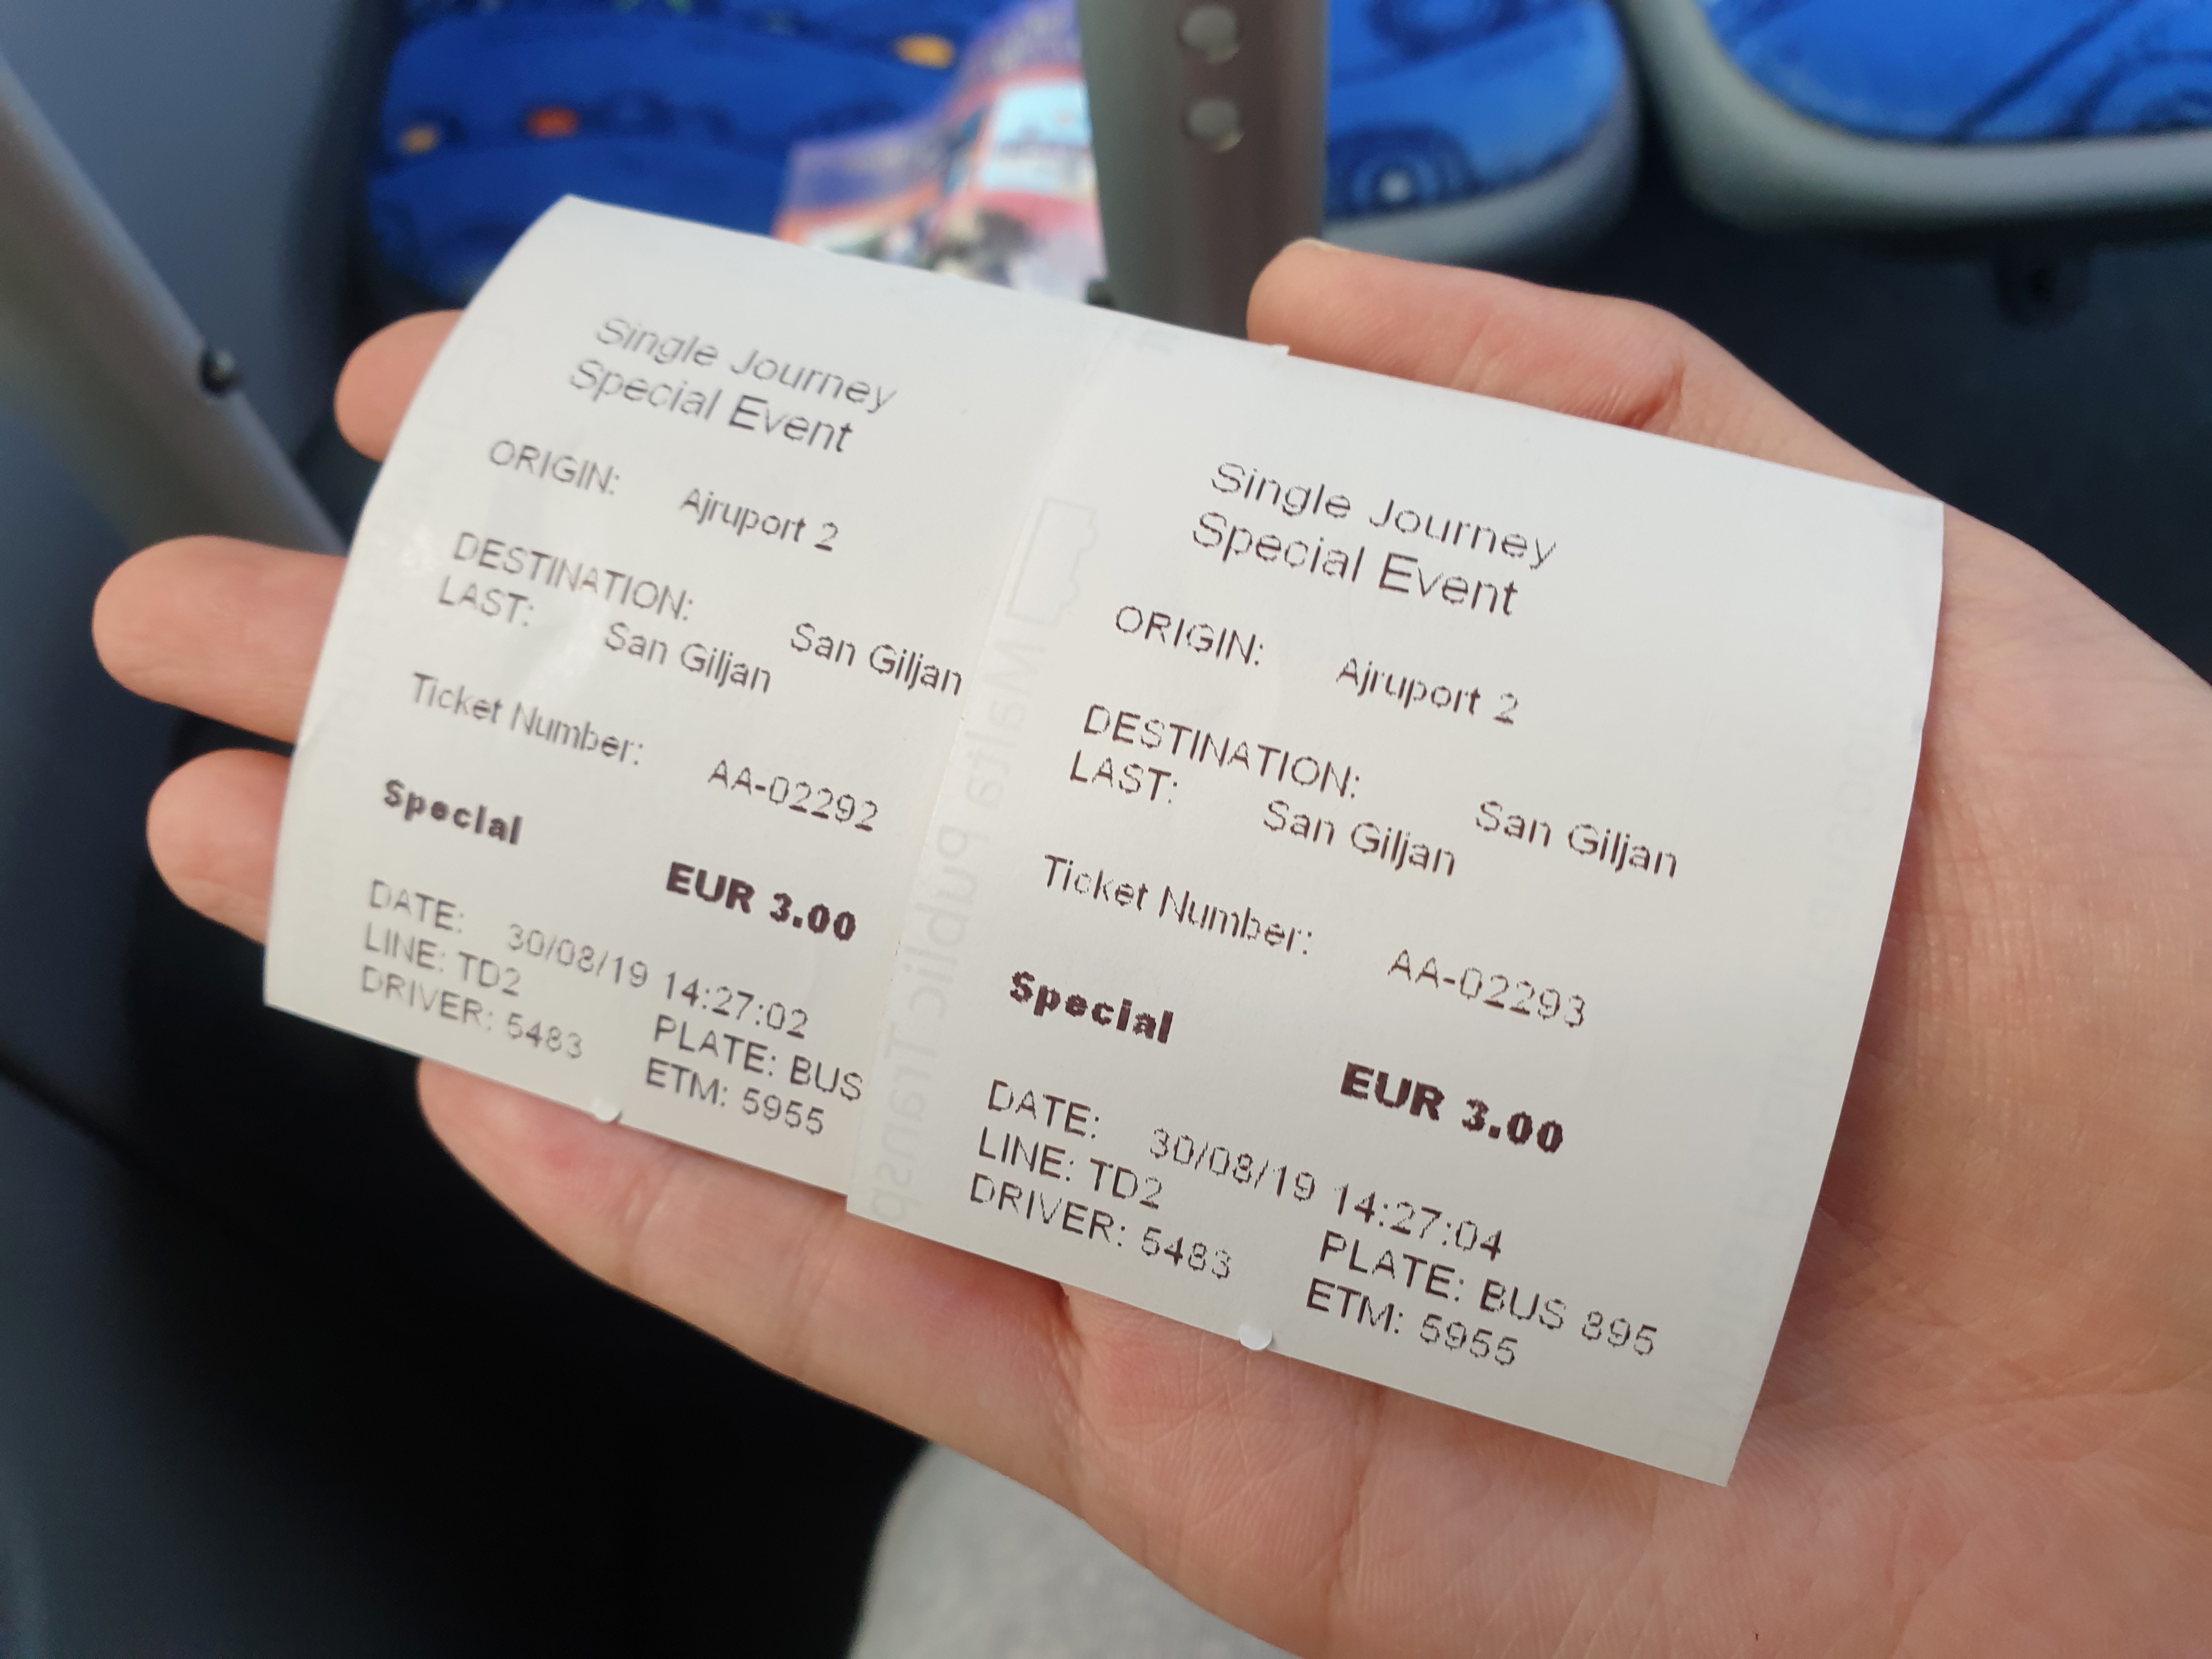 Single Journey
Special Event
ORIGIN:
Ajruport 2
DESTINATION:
San Giljan
LAST:
San Giljan
Ticket Number:
AA-02292
Special
EUR 3.00
DATE:
30/08/19 14:27:02
LINE: TD2
PLATE: BUS
DRIVER: 5483
ETM: 5955
Single Journey
Special Event
ORIGIN:
Ajruport 2
DESTINATION:
San Giljan
LAST:
San Giljan
Ticket Number:
AA-02293
Special
EUR 3.00
DATE:
30/08/19 14:27:04
LINE: TD2
PLATE: BUS 895
DRIVER: 5483
ETM: 5955
Malta Public Transp